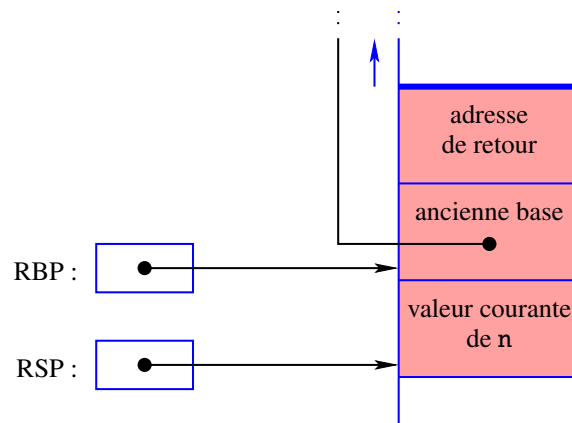 adresse
de retour
ancienne base
RBP :
valeur courante
de n
RSP :